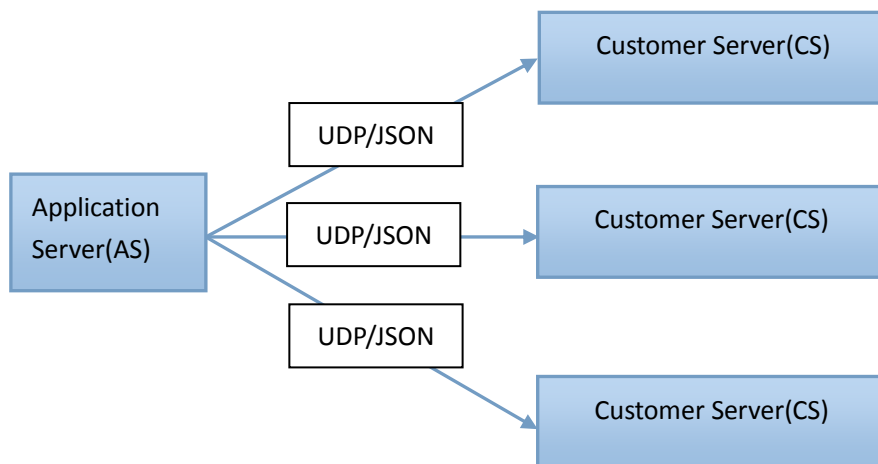 Customer Server(CS)
UDP/JSON
Application
Server(AS)
UDP/JSON
Customer Server(CS)
UDP/JSON
Customer Server(CS)